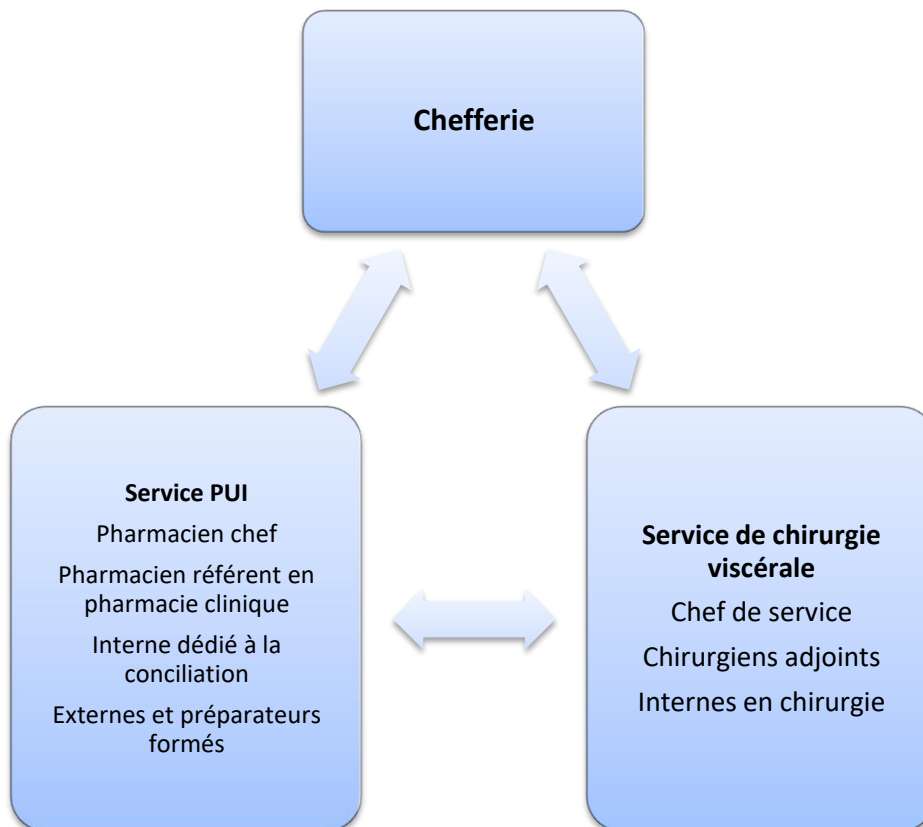 Chefferie
Service PUI
Pharmacien chef
Pharmacien référent en
pharmacie clinique
Interne dédié à la
conciliation
Externes et préparateurs
formés
Service de chirurgie
viscérale
Chef de service
Chirurgiens adjoints
Internes en chirurgie